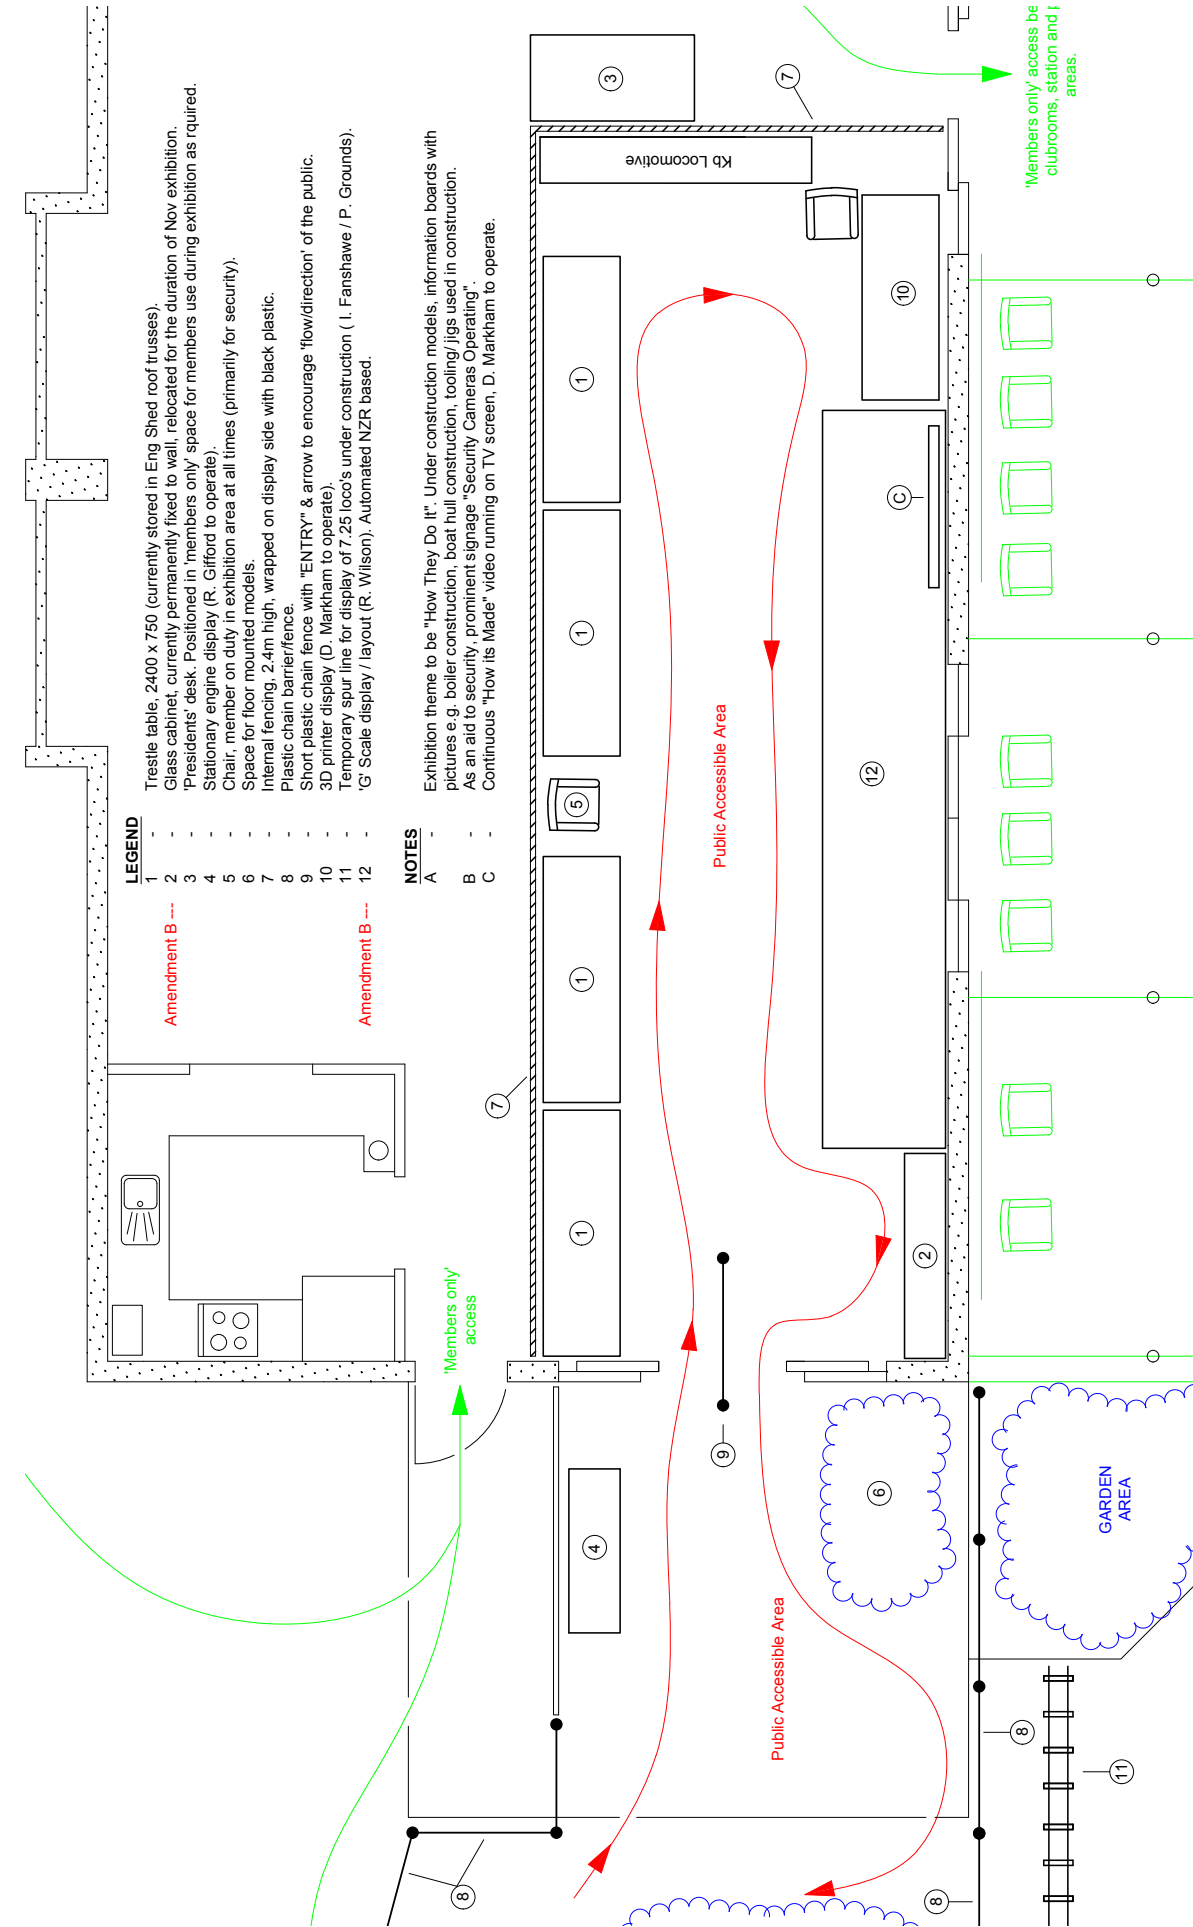 LEGEND
1 - Trestle table, 2400 x 750 (currently stored in Eng Shed roof trusses).
Amendment B --- 2 - Glass cabinet, currently permanently fixed to wall, relocated for the duration of Nov exhibition.
3 - 'Presidents' desk. Positioned in 'members only' space for members use during exhibition as rquired.
4 - Stationary engine display (R. Gifford to operate).
5 - Chair, member on duty in exhibition area at all times (primarily for security).
6 - Space for floor mounted models.
7 - Internal fencing, 2.4m high, wrapped on display side with black plastic.
8 - Plastic chain barrier/fence.
9 - Short plastic chain fence with "ENTRY" & arrow to encourage 'flow/direction' of the public.
10 - 3D printer display (D. Markham to operate).
11 - Temporary spur line for display of 7.25 loco's under construction ( I. Fanshawe / P. Grounds).
Amendment B --- 12 - 'G' Scale display / layout (R. Wilson). Automated NZR based.
NOTES
A - Exhibition theme to be "How They Do It". Under construction models, information boards with
pictures e.g. boiler construction, boat hull construction, tooling/ jigs used in construction.
B - As an aid to security, prominent signage "Security Cameras Operating".
C - Continuous "How its Made" video running on TV screen, D. Markham to operate.
'Members only'
access
7
1
1
5
1
1
3
Kb Locomotive
7
Public Accessible Area
10
C
12
2
9
4
6
Public Accessible Area
8
8
8
11
GARDEN
AREA
'Members only' access be
clubrooms, station and
areas.